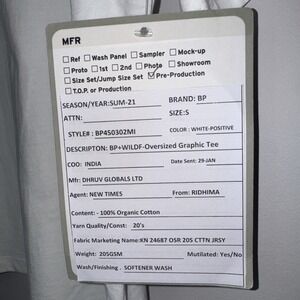 MFR
Ref Wash Panel Sampler Mock-up
Proto 1st 2nd Photo Showroom
Size Set/Jump Size Set Pre-Production
T.O.P. or Production
SEASON/YEAR:SUM-21 BRAND: BP
ATTN: SIZE:S
STYLE# : BP450302MI COLOR : WHITE-POSITIVE
DESCRIPTON: BP+WILDF-Oversized Graphic Tee
COO: INDIA Date Sent: 29-JAN
Mfr: DHRUV GLOBALS LTD
Agent: NEW TIMES From: RIDHIMA
Content: - 100% Organic Cotton
Yarn Quality/Const: 20's
Fabric Marketing Name:KN 24687 OSR 20S CTTN JRSY
Weight: 205GSM Mutilated: Yes/No
Wash/Finishing . SOFTENER WASH